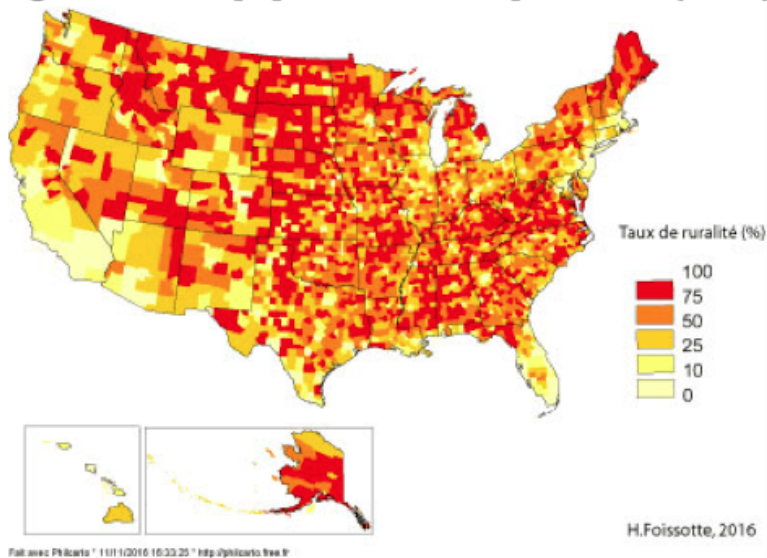 Taux de ruralité (%)
100
75
50
25
10
0
H.Foissotte, 2016
Fait avec Philcarto * 11/11/2016 16:33:25 * http://philcarto.free.fr